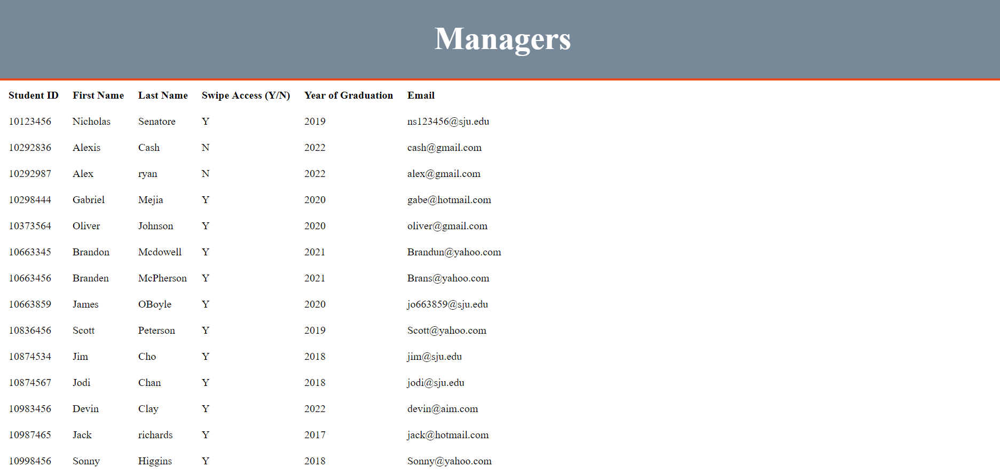 Managers
Student ID First Name Last Name Swipe Access (Y/N) Year of Graduation Email
10123456 Nicholas Senatore Y 2019 ns123456@sju.edu
10292836 Alexis Cash N 2022 cash@gmail.com
10292987 Alex ryan N 2022 alex@gmail.com
10298444 Gabriel Mejia Y 2020 gabe@hotmail.com
10373564 Oliver Johnson Y 2020 oliver@gmail.com
10663345 Brandon Mcdowell Y 2021 Brandun@yahoo.com
10663456 Branden McPherson Y 2021 Brans@yahoo.com
10663859 James OBoyle Y 2020 jo663859@sju.edu
10836456 Scott Peterson Y 2019 Scott@yahoo.com
10874534 Jim Cho Y 2018 jim@sju.edu
10874567 Jodi Chan Y 2018 jodi@sju.edu
10983456 Devin Clay Y 2022 devin@aim.com
10987465 Jack richards Y 2017 jack@hotmail.com
10998456 Sonny Higgins Y 2018 Sonny@yahoo.com